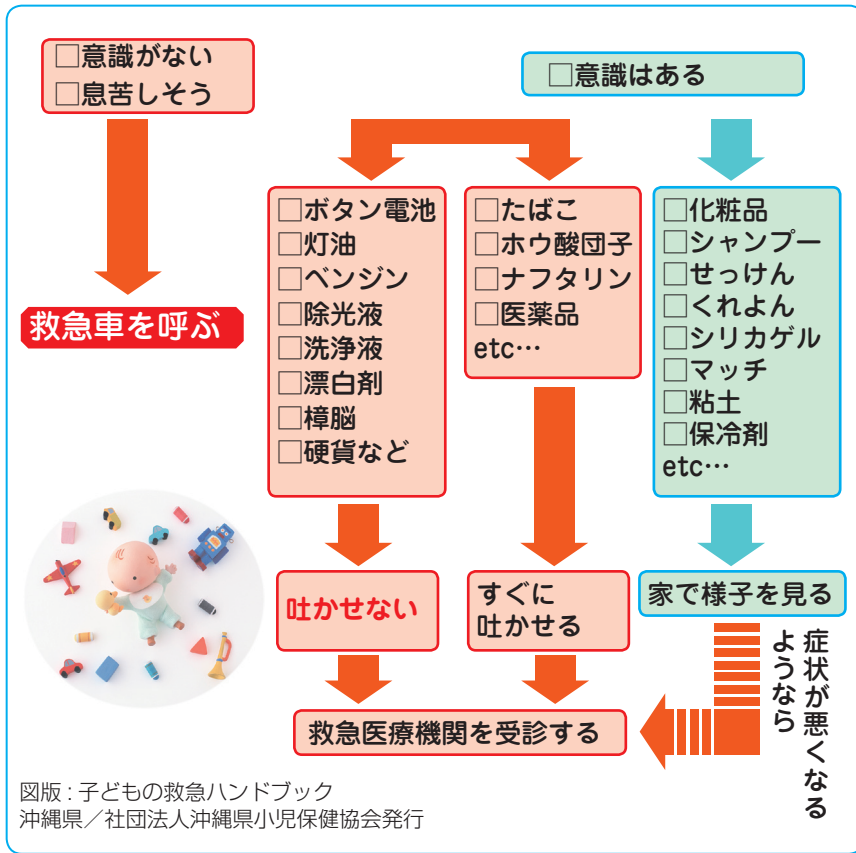 □意識がない
□息苦しそう
救急車を呼ぶ
□意識はある
□ボタン電池
□灯油
□ベンジン
□除光液
□洗浄液
□漂白剤
□樟脳
□硬貨など
吐かせない
□たばこ
□ホウ酸団子
□ナフタリン
□医薬品
etc…
すぐに
吐かせる
□化粧品
□シャンプー
□せっけん
□くれよん
□シリカゲル
□マッチ
□粘土
□保冷剤
etc…
家で様子を見る
症状が悪くなる
ようなら
救急医療機関を受診する
図版:子どもの救急ハンドブック
沖縄県／社団法人沖縄県小児保健協会発行